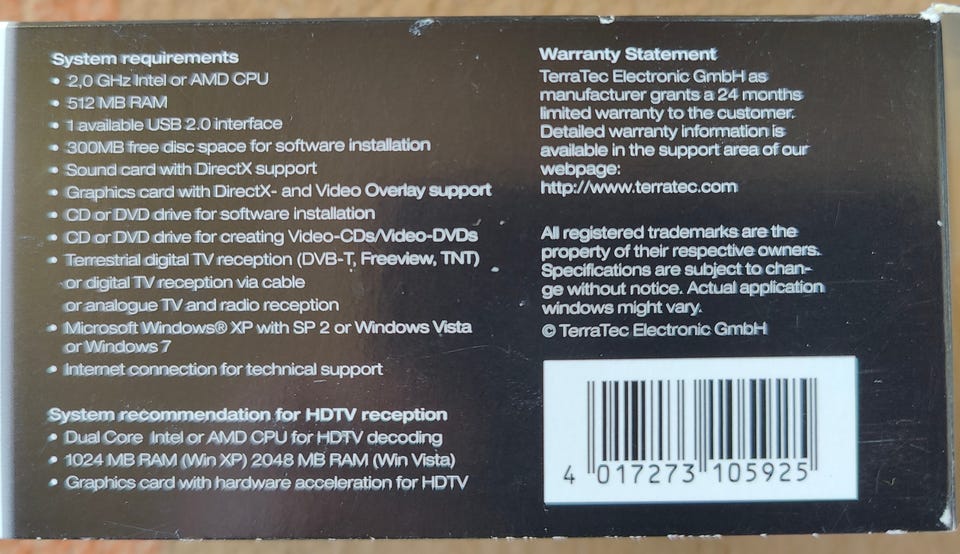 System requirements
• 2,0 GHz Intel or AMD CPU
• 512 MB RAM
• 1 available USB 2.0 interface
• 300MB free disc space for software installation
• Sound card with DirectX support
• Graphics card with DirectX- and Video Overlay support
• CD or DVD drive for software installation
• CD or DVD drive for creating Video-CDs/Video-DVDs
• Terrestrial digital TV reception (DVB-T, Freeview, TNT)
or digital TV reception via cable
or analogue TV and radio reception
• Microsoft Windows® XP with SP 2 or Windows Vista
or Windows 7
• Internet connection for technical support
System recommendation for HDTV reception
• Dual Core Intel or AMD CPU for HDTV decoding
• 1024 MB RAM (Win XP) 2048 MB RAM (Win Vista)
• Graphics card with hardware acceleration for HDTV
Warranty Statement
TerraTec Electronic GmbH as
manufacturer grants a 24 months
limited warranty to the customer.
Detailed warranty information is
available in the support area of our
webpage:
http://www.terratec.com
All registered trademarks are the
property of their respective owners.
Specifications are subject to chan-
ge without notice. Actual application
windows might vary.
© TerraTec Electronic GmbH
4 017273 105925